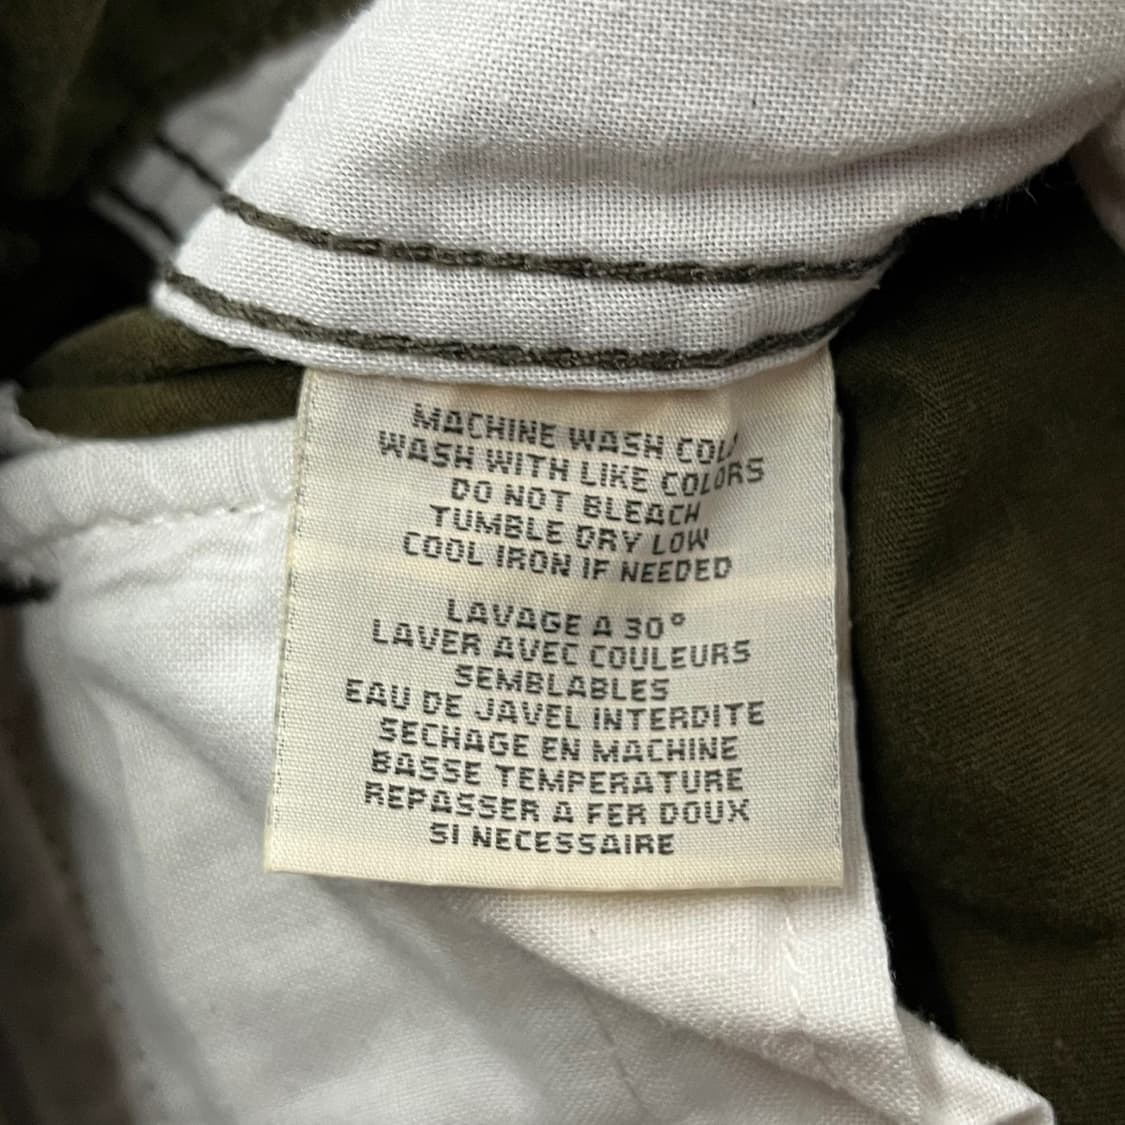 MACHINE WASH COLD
WASH WITH LIKE COLORS
DO NOT BLEACH
TUMBLE DRY LOW
COOL IRON IF NEEDED
LAVAGE A 30°
LAVER AVEC COULEURS
SEMBLABLES
EAU DE JAVEL INTERDITE
SECHAGE EN MACHINE
BASSE TEMPERATURE
REPASSER A FER DOUX
SI NECESSAIRE